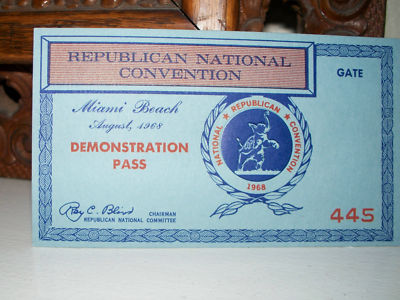 REPUBLICAN NATIONAL
CONVENTION
GATE
Miami Beach
August, 1968
DEMONSTRATION
PASS
NATIONAL REPUBLICAN CONVENTION
1968
Ray C. Bliss
CHAIRMAN
REPUBLICAN NATIONAL COMMITTEE
445